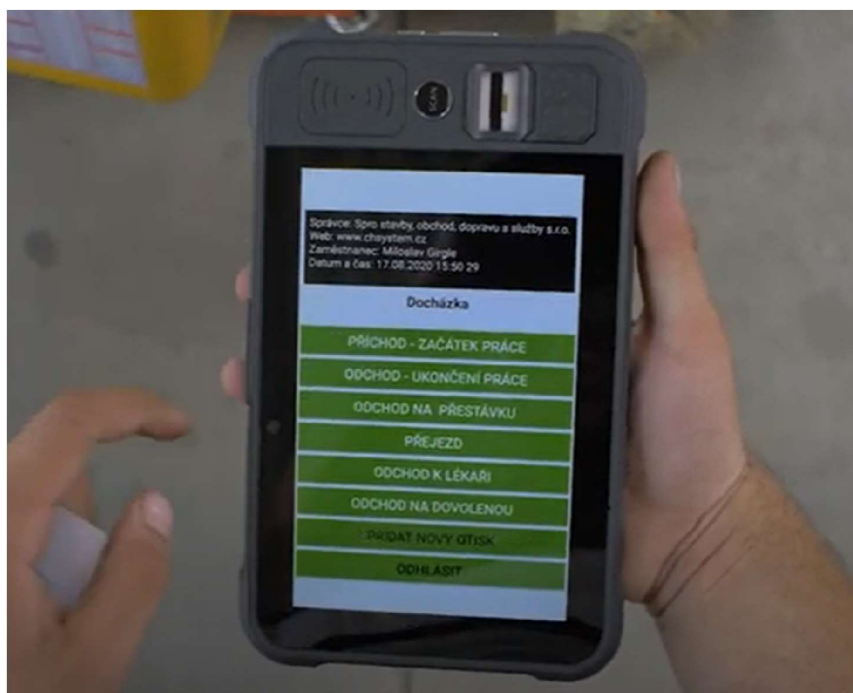 SCAN
Správce: Spro stavby, obchod, dopravu a služby s.r.o.
Web: www.chsystem.cz
Zaměstnanec: Miloslav Girgle
Datum a čas: 17.08.2020 15:50 29
Docházka
PŘÍCHOD - ZAČÁTEK PRÁCE
ODCHOD - UKONČENÍ PRÁCE
ODCHOD NA PŘESTÁVKU
PŘEJEZD
ODCHOD K LÉKAŘI
ODCHOD NA DOVOLENOU
PŘIDAT NOVÝ OTISK
ODHLÁSIT